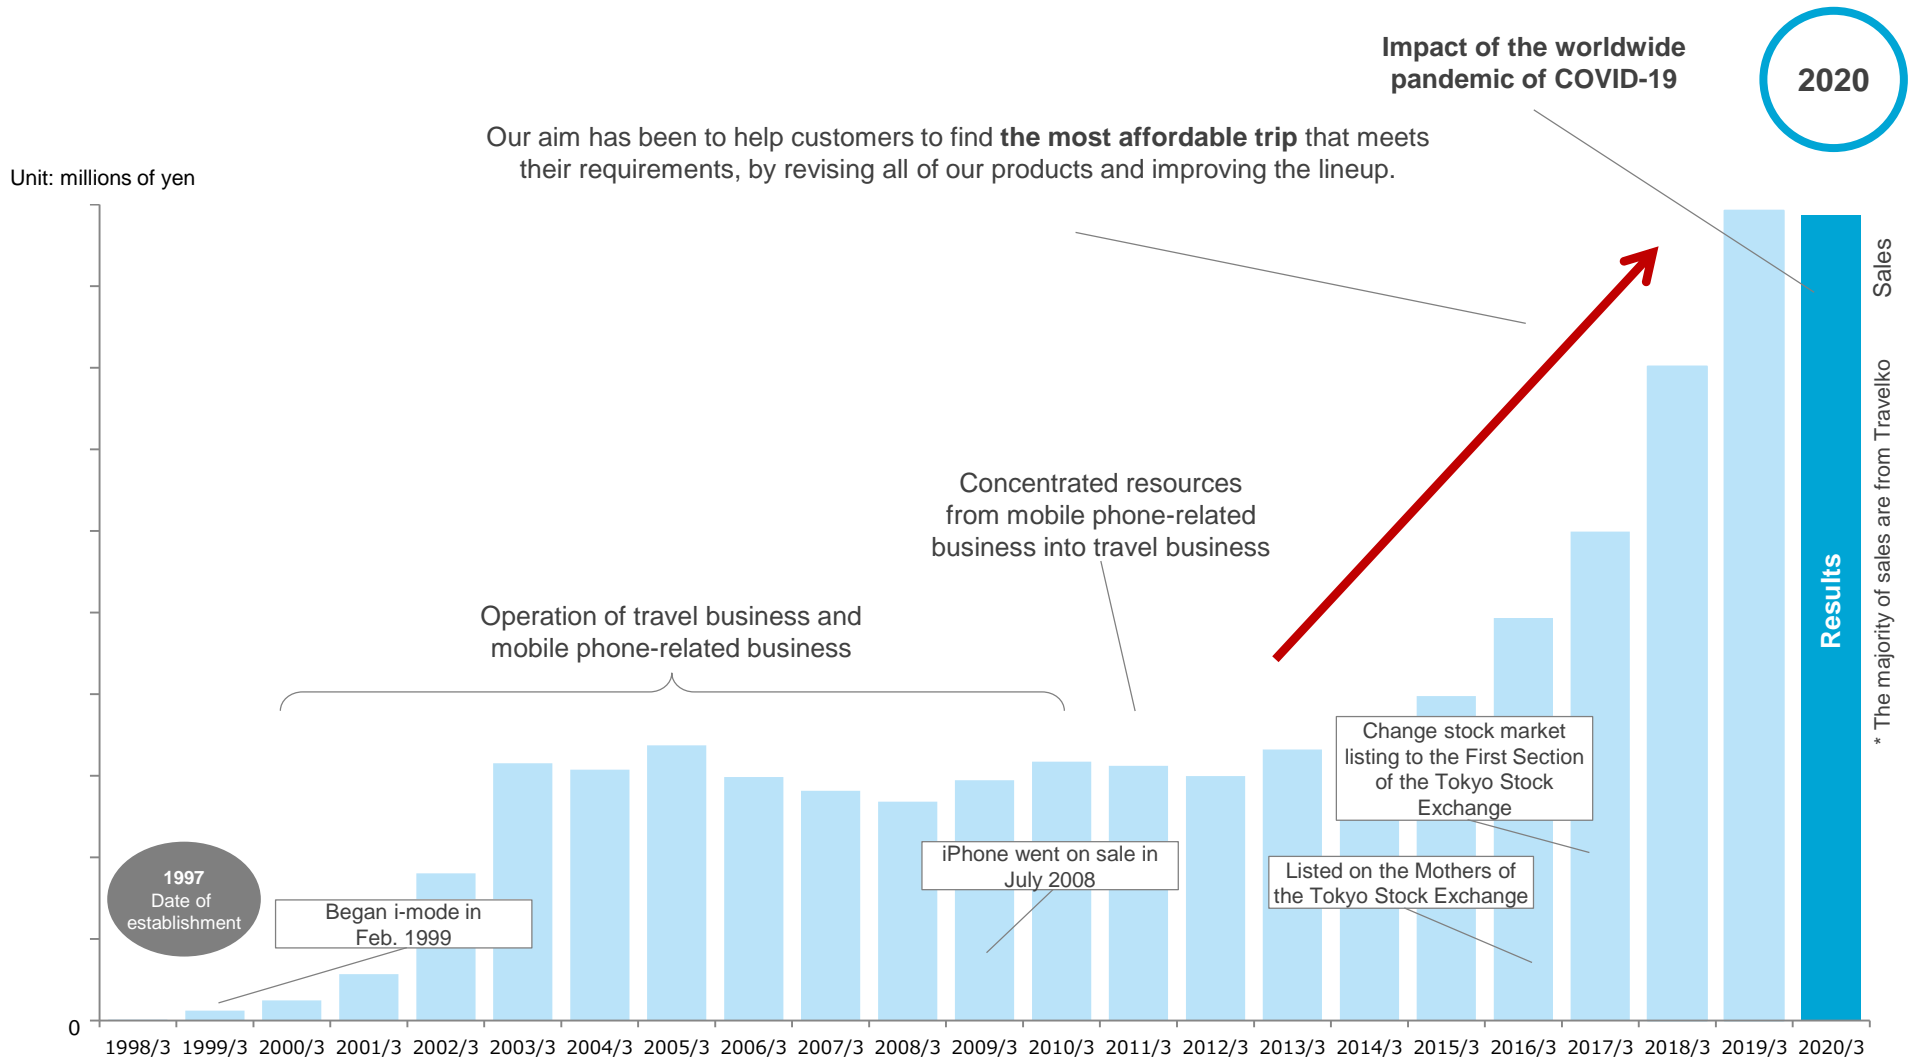 Impact of the worldwide
pandemic of COVID-19
2020
Our aim has been to help customers to find the most affordable trip that meets
their requirements, by revising all of our products and improving the lineup.
Unit: millions of yen
Sales
* The majority of sales are from Travelko
Concentrated resources
from mobile phone-related
business into travel business
Operation of travel business and
mobile phone-related business
Results
Change stock market
listing to the First Section
of the Tokyo Stock
Exchange
iPhone went on sale in
July 2008
Listed on the Mothers of
the Tokyo Stock Exchange
1997
Date of
establishment
Began i-mode in
Feb. 1999
0
1998/3 1999/3 2000/3 2001/3 2002/3 2003/3 2004/3 2005/3 2006/3 2007/3 2008/3 2009/3 2010/3 2011/3 2012/3 2013/3 2014/3 2015/3 2016/3 2017/3 2018/3 2019/3 2020/3